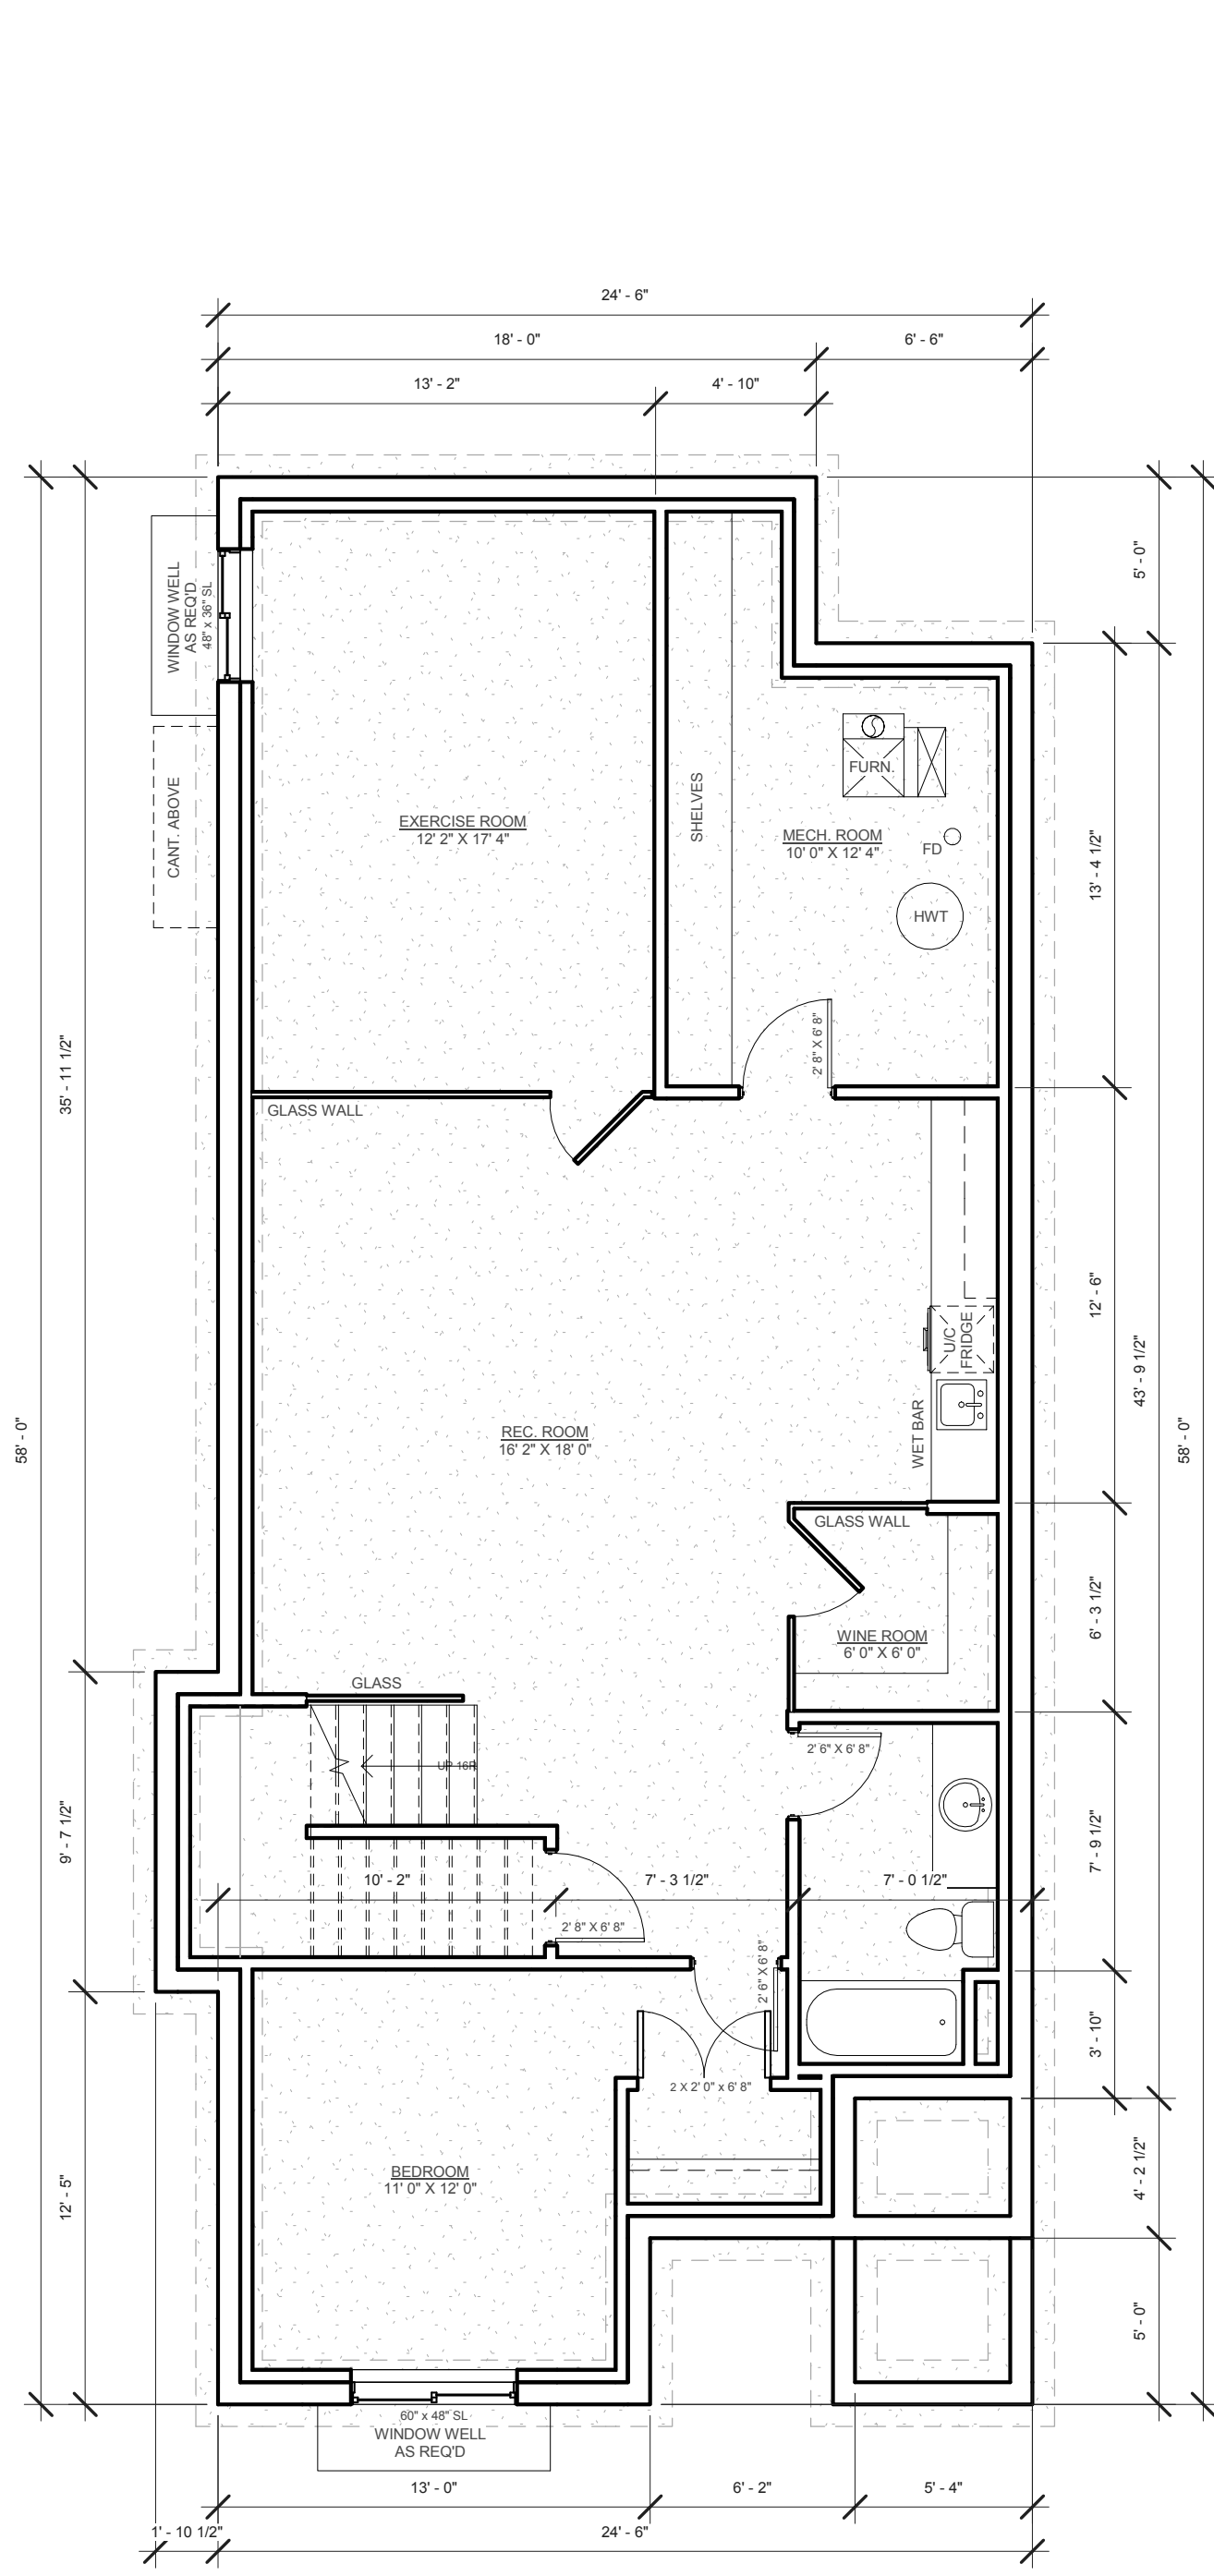 24' - 6"
18' - 0"
6' - 6"
13' - 2"
4' - 10"
5' - 0"
WINDOW WELL
AS REQ'D
48" x 36" SL
CANT. ABOVE
EXERCISE ROOM
12' 2" X 17' 4"
SHELVES
FURN.
MECH. ROOM
10' 0" X 12' 4"
FD
HWT
13' - 4 1/2"
2' 8" X 6' 8"
35' - 11 1/2"
GLASS WALL
12' - 6"
U/C
FRIDGE
43' - 9 1/2"
58' - 0"
58' - 0"
REC. ROOM
16' 2" X 18' 0"
WET BAR
GLASS WALL
6' - 3 1/2"
WINE ROOM
6' 0" X 6' 0"
GLASS
2' 6" X 6' 8"
UP 16R
9' - 7 1/2"
7' - 9 1/2"
10' - 2"
7' - 3 1/2"
7' - 0 1/2"
2' 8" X 6' 8"
2' 6" X 6' 8"
3' - 10"
2 X 2' 0" x 6' 8"
BEDROOM
11' 0" X 12' 0"
12' - 5"
4' - 2 1/2"
5' - 0"
60" x 48" SL
WINDOW WELL
AS REQ'D
13' - 0"
6' - 2"
5' - 4"
1' - 10 1/2"
24' - 6"